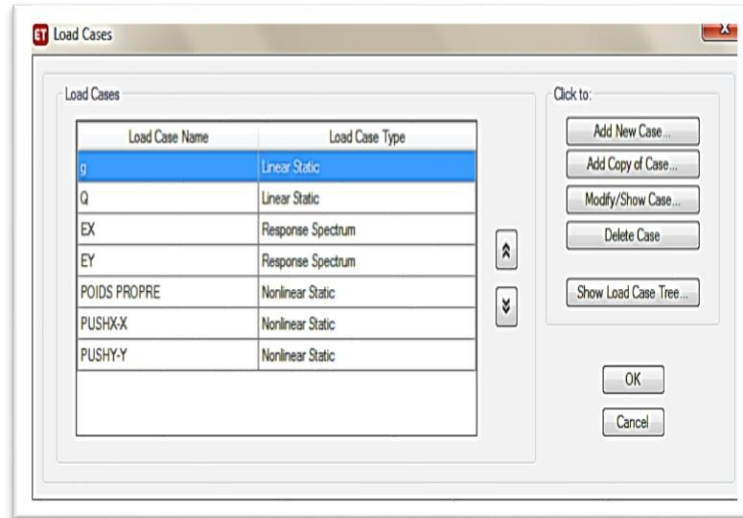 ET Load Cases
X
Load Cases
Click to:
Load Case Name Load Case Type
g Linear Static
Q Linear Static
EX Response Spectrum
EY Response Spectrum
POIDS PROPRE Nonlinear Static
PUSHX-X Nonlinear Static
PUSHY-Y Nonlinear Static
Add New Case...
Add Copy of Case...
Modify/Show Case...
Delete Case
Show Load Case Tree...
OK
Cancel